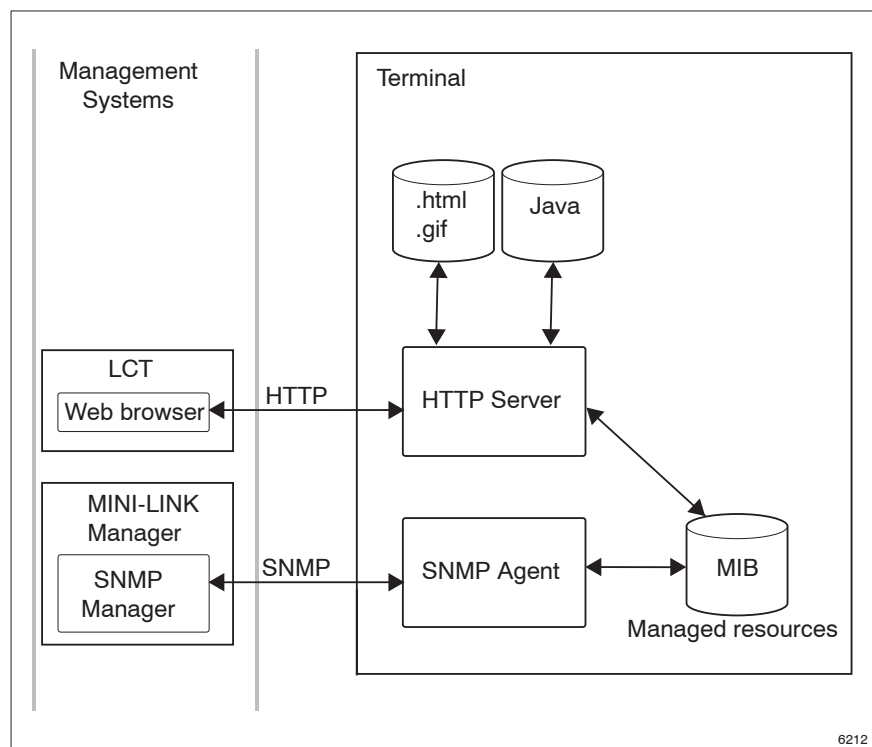 Management
Systems
Terminal
.html
.gif
Java
LCT
Web browser
HTTP
HTTP Server
MINI-LINK
Manager
SNMP
Manager
SNMP
SNMP Agent
MIB
Managed resources
6212